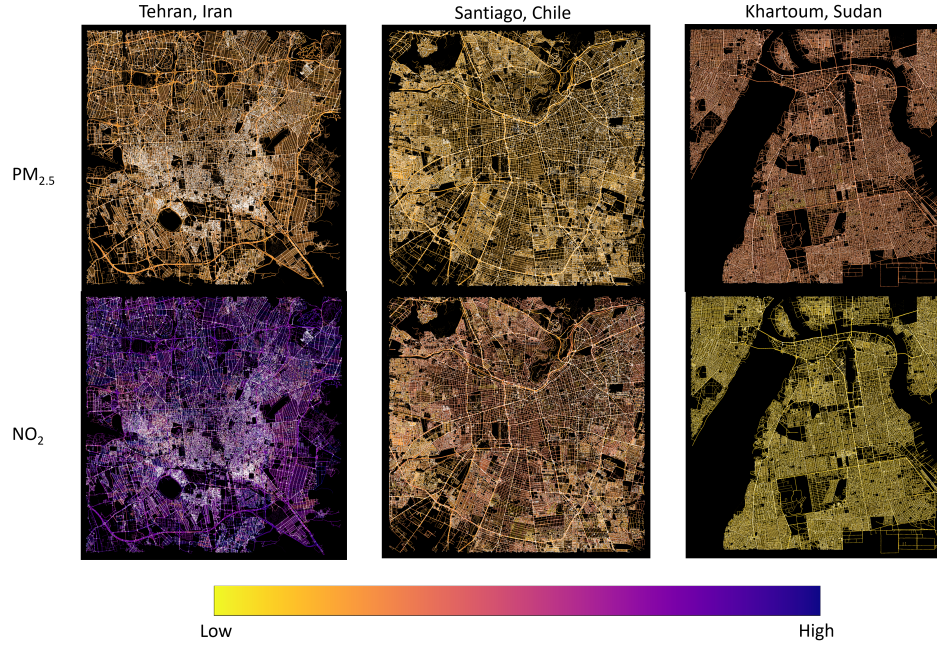 Tehran, Iran
Santiago, Chile
Khartoum, Sudan
PM2.5
NO2
Low
High